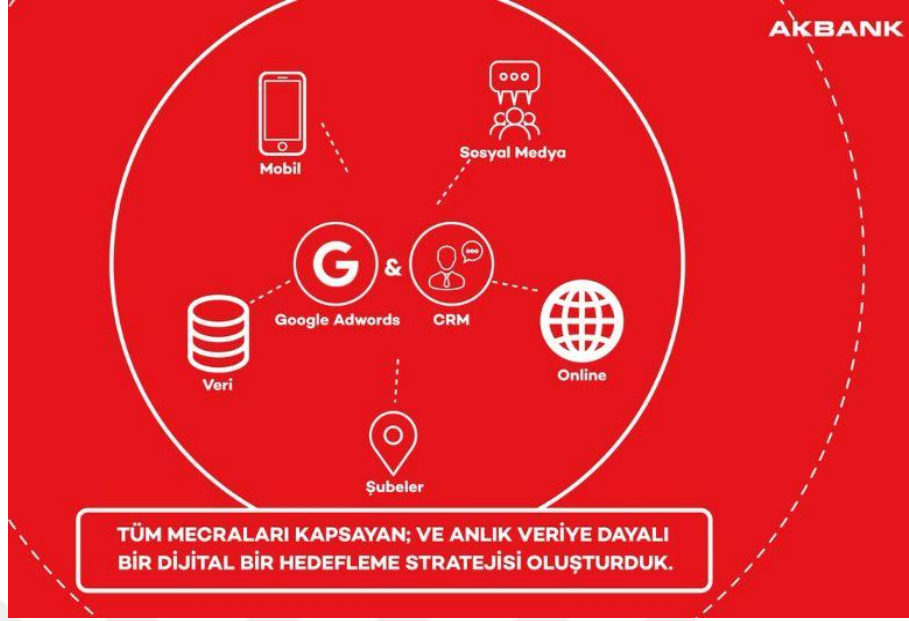 AKBANK
Mobil
Sosyal Medya
G & 
Google Adwords
CRM
Veri
Online
Şubeler
TÜM MECRALARI KAPSAYAN; VE ANLIK VERİYE DAYALI
BİR DİJİTAL BİR HEDEFLEME STRATEJİSİ OLUŞTURDUK.